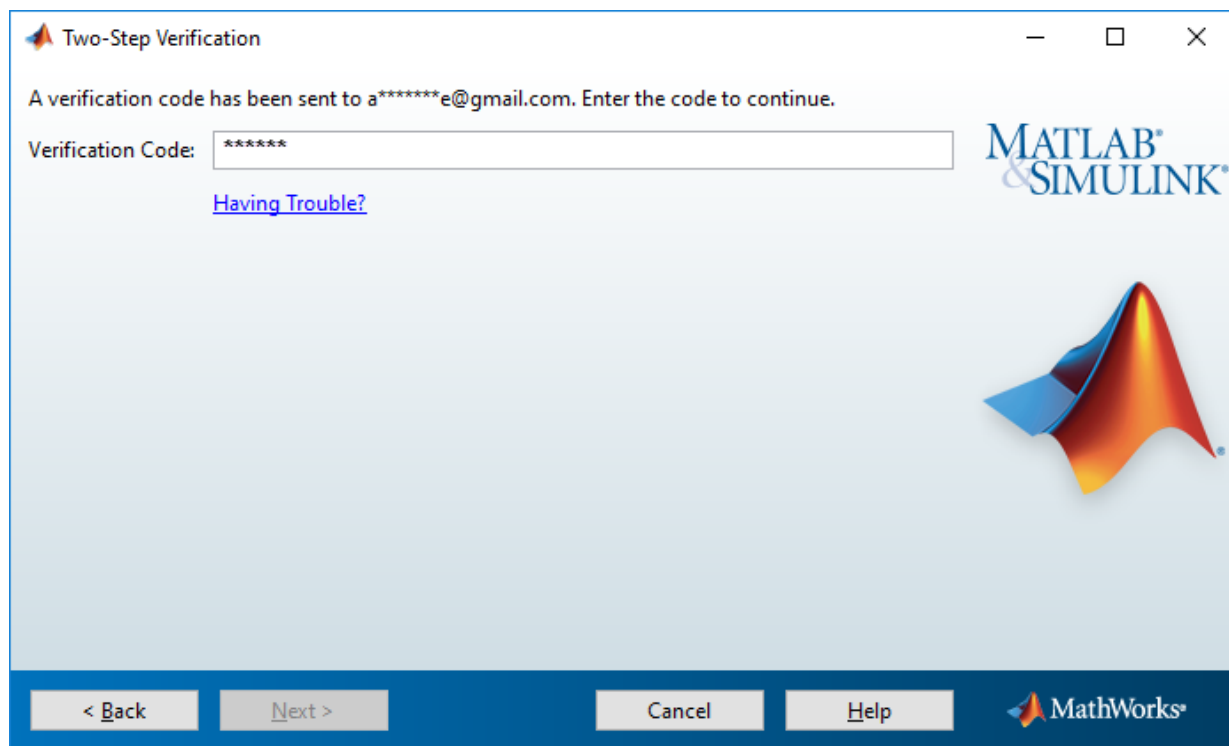 Two-Step Verification
A verification code has been sent to a*******e@gmail.com. Enter the code to continue.
Verification Code: ******
Having Trouble?
MATLAB®
&SIMULINK®
®
< Back Next > Cancel Help MathWorks®